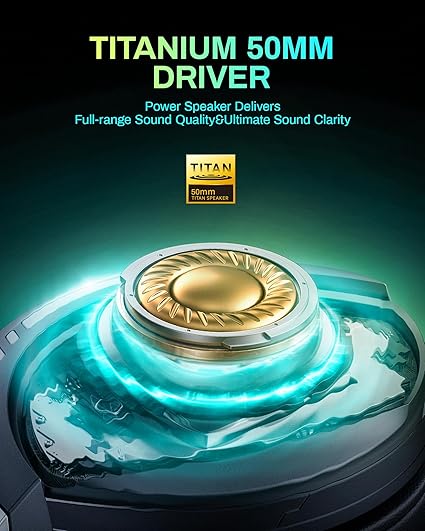 TITANIUM 50MM
DRIVER
Power Speaker Delivers
Full-range Sound Quality&Ultimate Sound Clarity
TITAN
50mm
TITAN SPEAKER